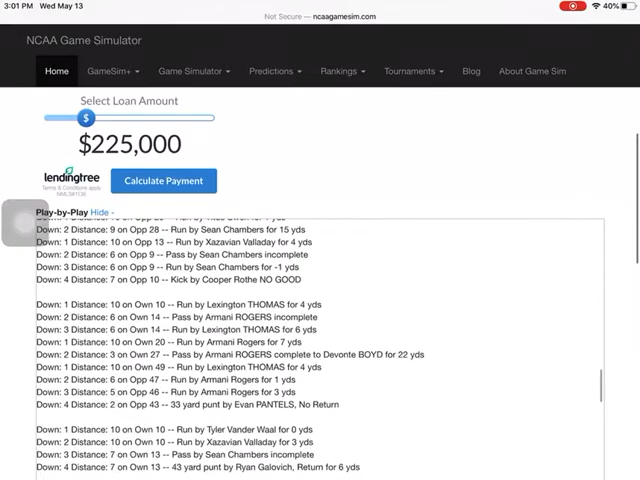 3:01 PM Wed May 13
40%
Not Secure — ncaagamesim.com
NCAA Game Simulator
Home GameSim+ Game Simulator Predictions Rankings Tournaments Blog About Game Sim
Select Loan Amount
$
$225,000
lendingtree
Terms & Conditions apply
NMLS#1136
Calculate Payment
Play-by-Play Hide -
Down: 2 Distance: 9 on Opp 28 -- Run by Sean Chambers for 15 yds
Down: 1 Distance: 10 on Opp 13 -- Run by Xazavian Valladay for 4 yds
Down: 2 Distance: 6 on Opp 9 -- Pass by Sean Chambers incomplete
Down: 3 Distance: 6 on Opp 9 -- Run by Sean Chambers for -1 yds
Down: 4 Distance: 7 on Opp 10 -- Kick by Cooper Rothe NO GOOD
Down: 1 Distance: 10 on Own 10 -- Run by Lexington THOMAS for 4 yds
Down: 2 Distance: 6 on Own 14 -- Pass by Armani ROGERS incomplete
Down: 3 Distance: 6 on Own 14 -- Run by Lexington THOMAS for 6 yds
Down: 1 Distance: 10 on Own 20 -- Run by Armani Rogers for 7 yds
Down: 2 Distance: 3 on Own 27 -- Pass by Armani ROGERS complete to Devonte BOYD for 22 yds
Down: 1 Distance: 10 on Own 49 -- Run by Lexington THOMAS for 4 yds
Down: 2 Distance: 6 on Opp 47 -- Run by Armani Rogers for 1 yds
Down: 3 Distance: 5 on Opp 46 -- Run by Armani Rogers for 3 yds
Down: 4 Distance: 2 on Opp 43 -- 33 yard punt by Evan PANTELS, No Return
Down: 1 Distance: 10 on Own 10 -- Run by Tyler Vander Waal for 0 yds
Down: 2 Distance: 10 on Own 10 -- Run by Xazavian Valladay for 3 yds
Down: 3 Distance: 7 on Own 13 -- Pass by Sean Chambers incomplete
Down: 4 Distance: 7 on Own 13 -- 43 yard punt by Ryan Galovich, Return for 6 yds